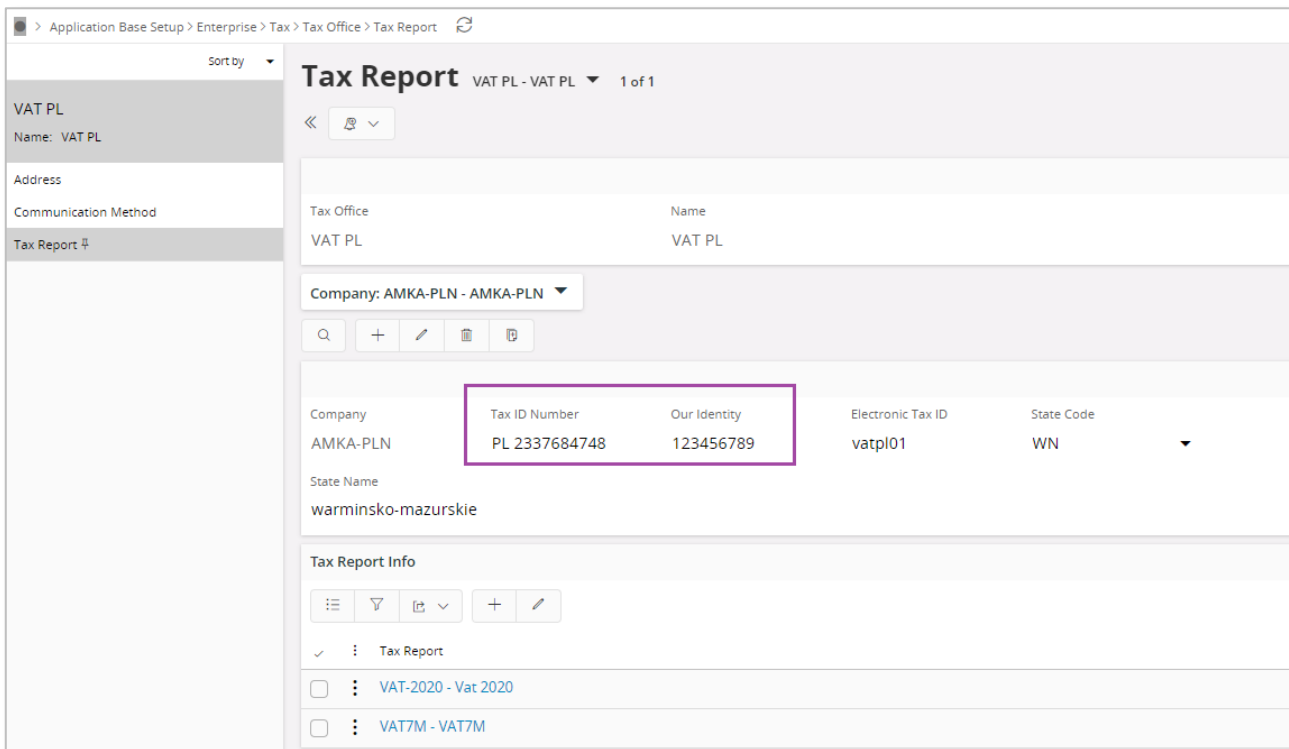 > Application Base Setup > Enterprise > Tax > Tax Office > Tax Report
Sort by
VAT PL
Name: VAT PL
Address
Communication Method
Tax Report
Tax Report VAT PL - VAT PL 1 of 1
Tax Office Name
VAT PL VAT PL
Company: AMKA-PLN - AMKA-PLN
Company Tax ID Number Our Identity Electronic Tax ID State Code
AMKA-PLN PL 2337684748 123456789 vatpl01 WN
State Name
warminsko-mazurskie
Tax Report Info
Tax Report
VAT-2020 - Vat 2020
VAT7M - VAT7M